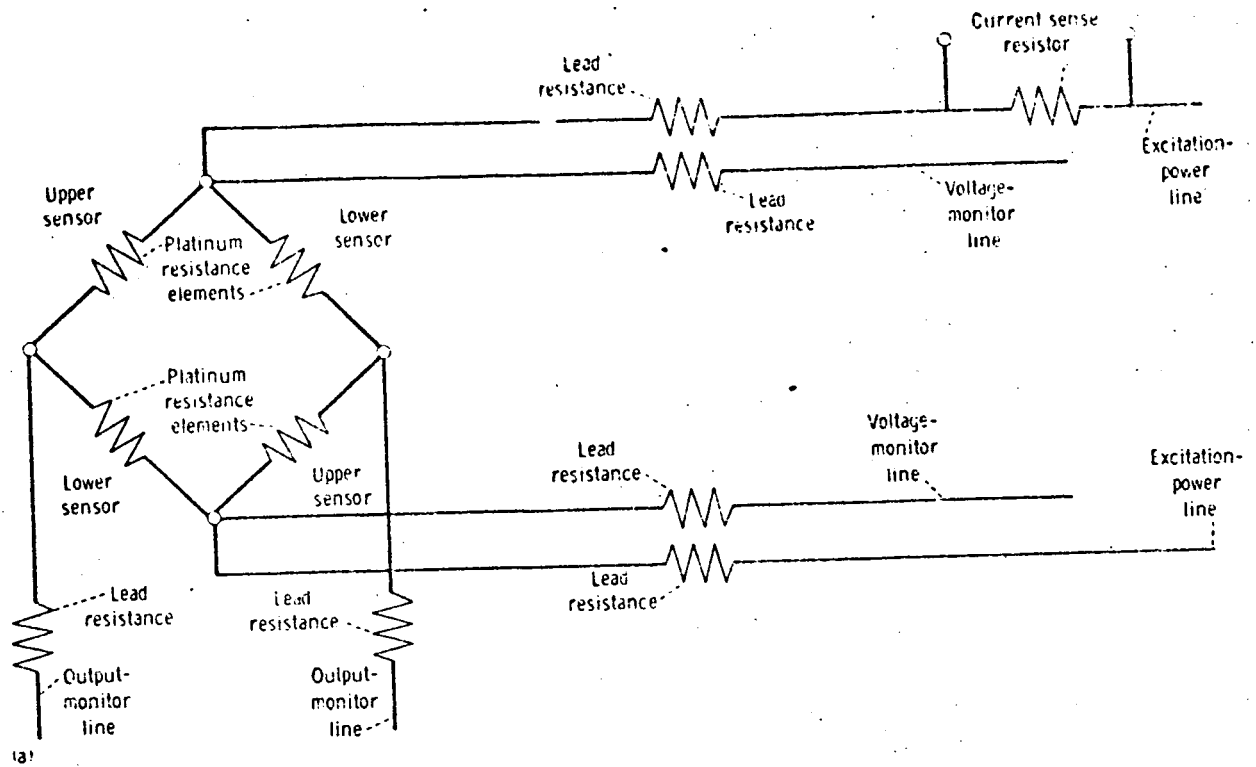 Current sense
resistor
Lead
resistance
Excitation-
power
line
Lead
resistance
Voltage-
monitor
line
Upper
sensor
Lower
sensor
Platinum
resistance
elements
Platinum
resistance
elements
Voltage-
monitor
line
Lead
resistance
Excitation-
power
line
Lower
sensor
Upper
sensor
Lead
resistance
Lead
resistance
Lead
resistance
Output-
monitor
line
Output-
monitor
line
(a)